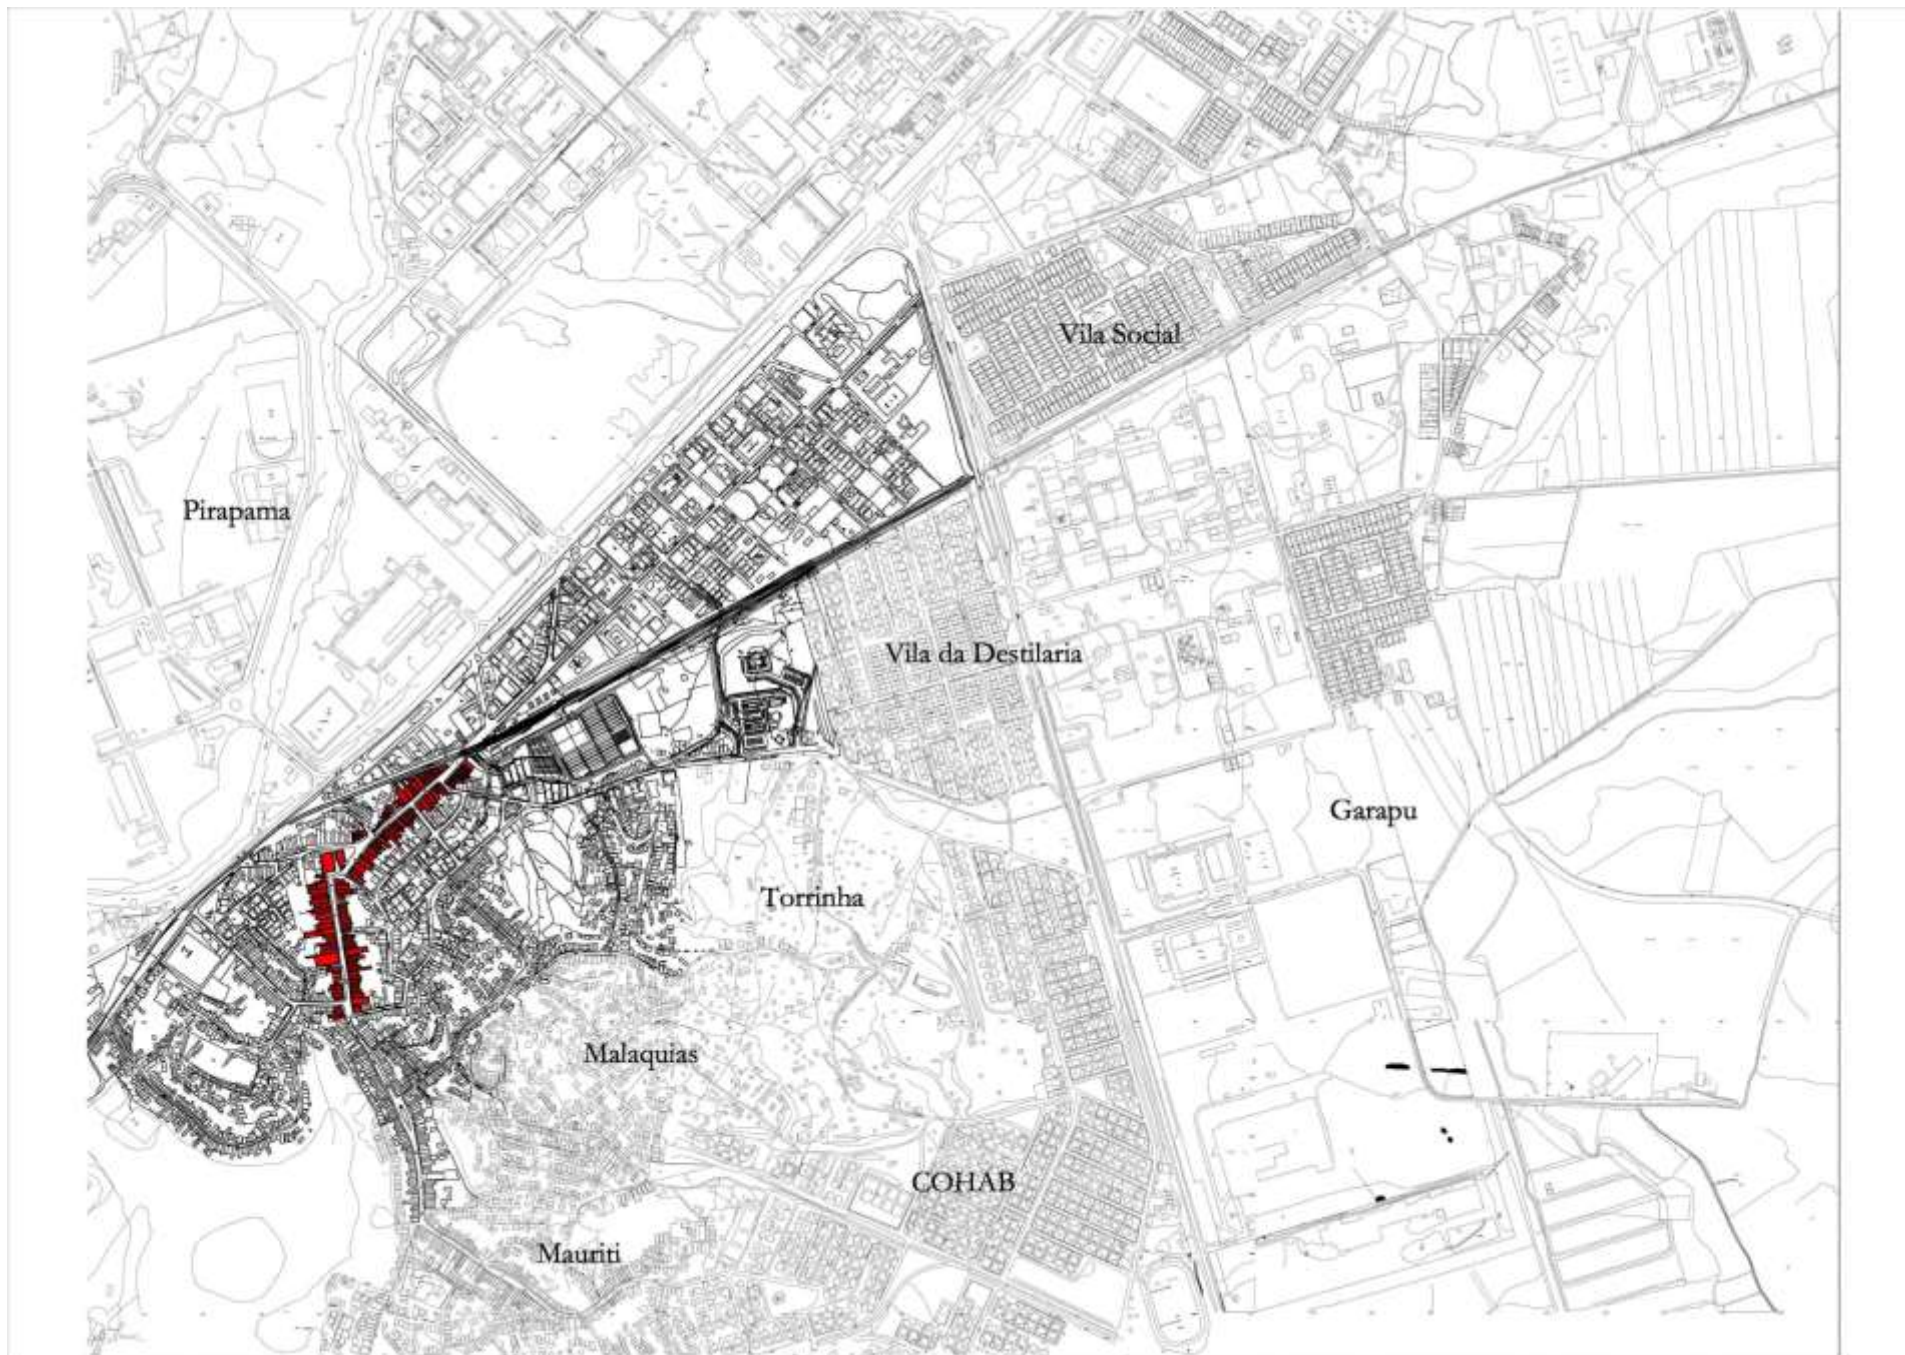 Vila Social
Pirapama
Vila da Destilaria
Garapu
Torrinha
Malaquias
COHAB
Mauriti